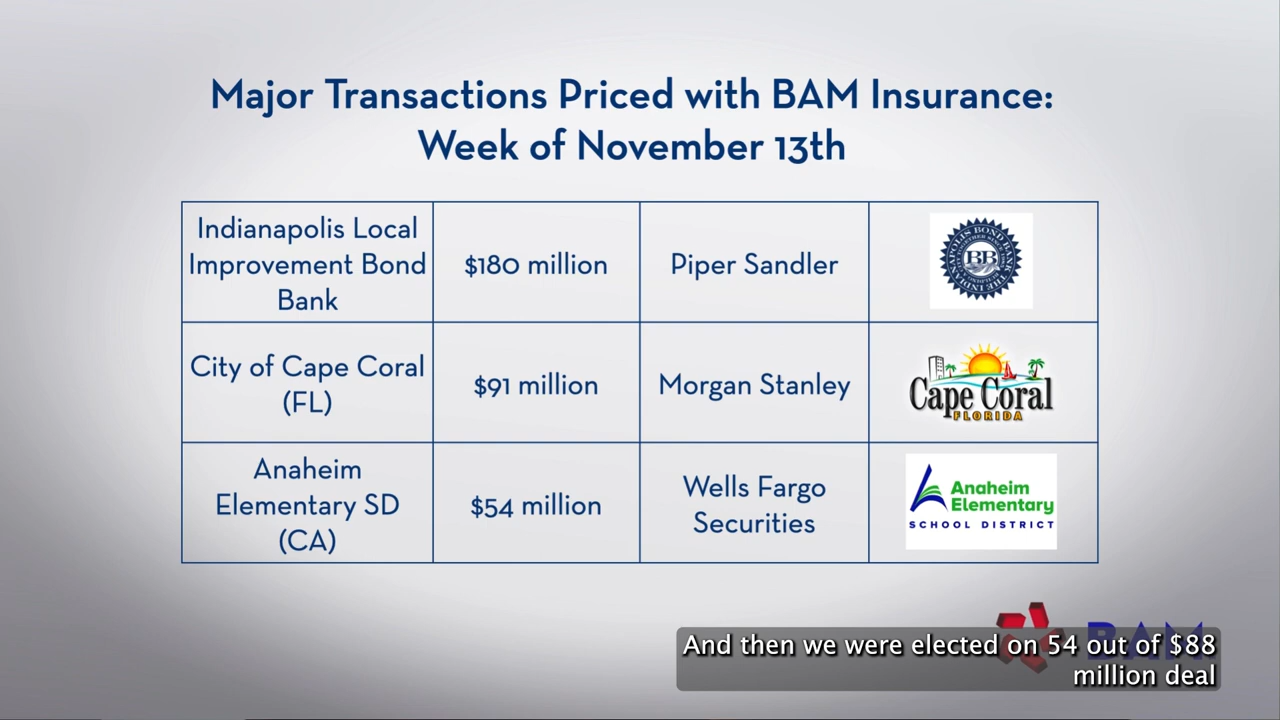 Major Transactions Priced with BAM Insurance:
Week of November 13th
Indianapolis Local
Improvement Bond
Bank
$180 million
Piper Sandler
BB
City of Cape Coral
(FL)
$91 million
Morgan Stanley
Cape Coral
FLORIDA
Anaheim
Elementary SD
(CA)
$54 million
Wells Fargo
Securities
Anaheim
Elementary
SCHOOL DISTRICT
BAM
And then we were elected on 54 out of $88
million deal